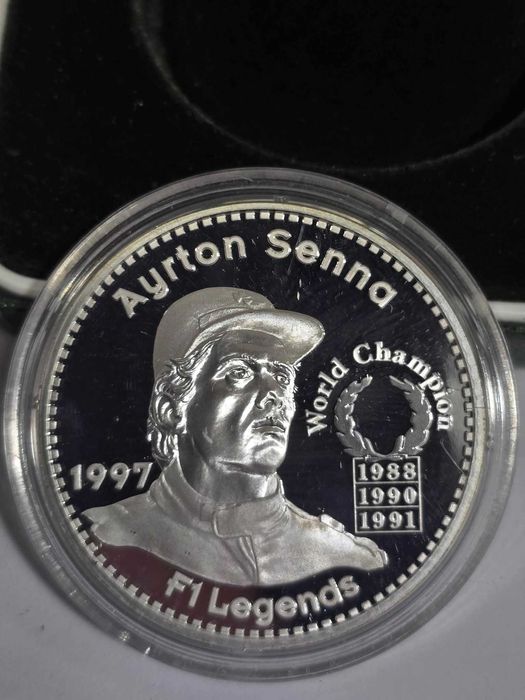 Ayrton Senna
World Champion
1988
1990
1991
1997
F1 Legends